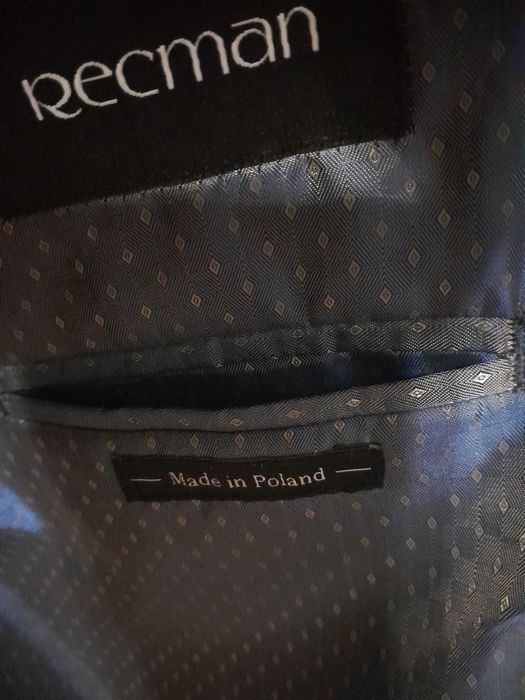 Recman
— Made in Poland —